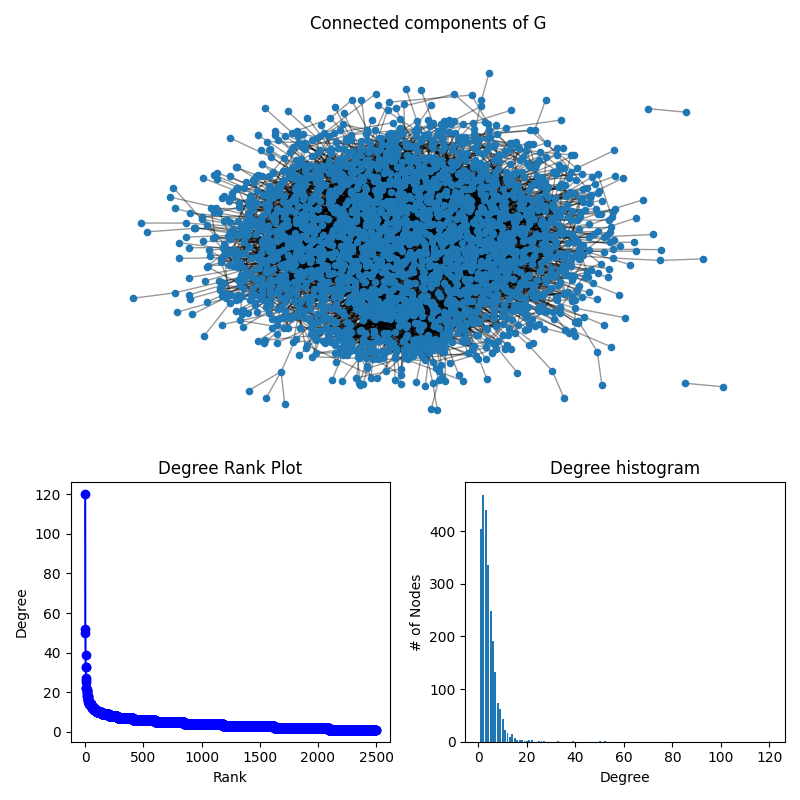 Connected components of G
Degree Rank Plot
120
100
80
60
40
20
0
Degree
0 500 1000 1500 2000 2500
Rank
Degree histogram
400
300
200
100
0
# of Nodes
0 20 40 60 80 100 120
Degree